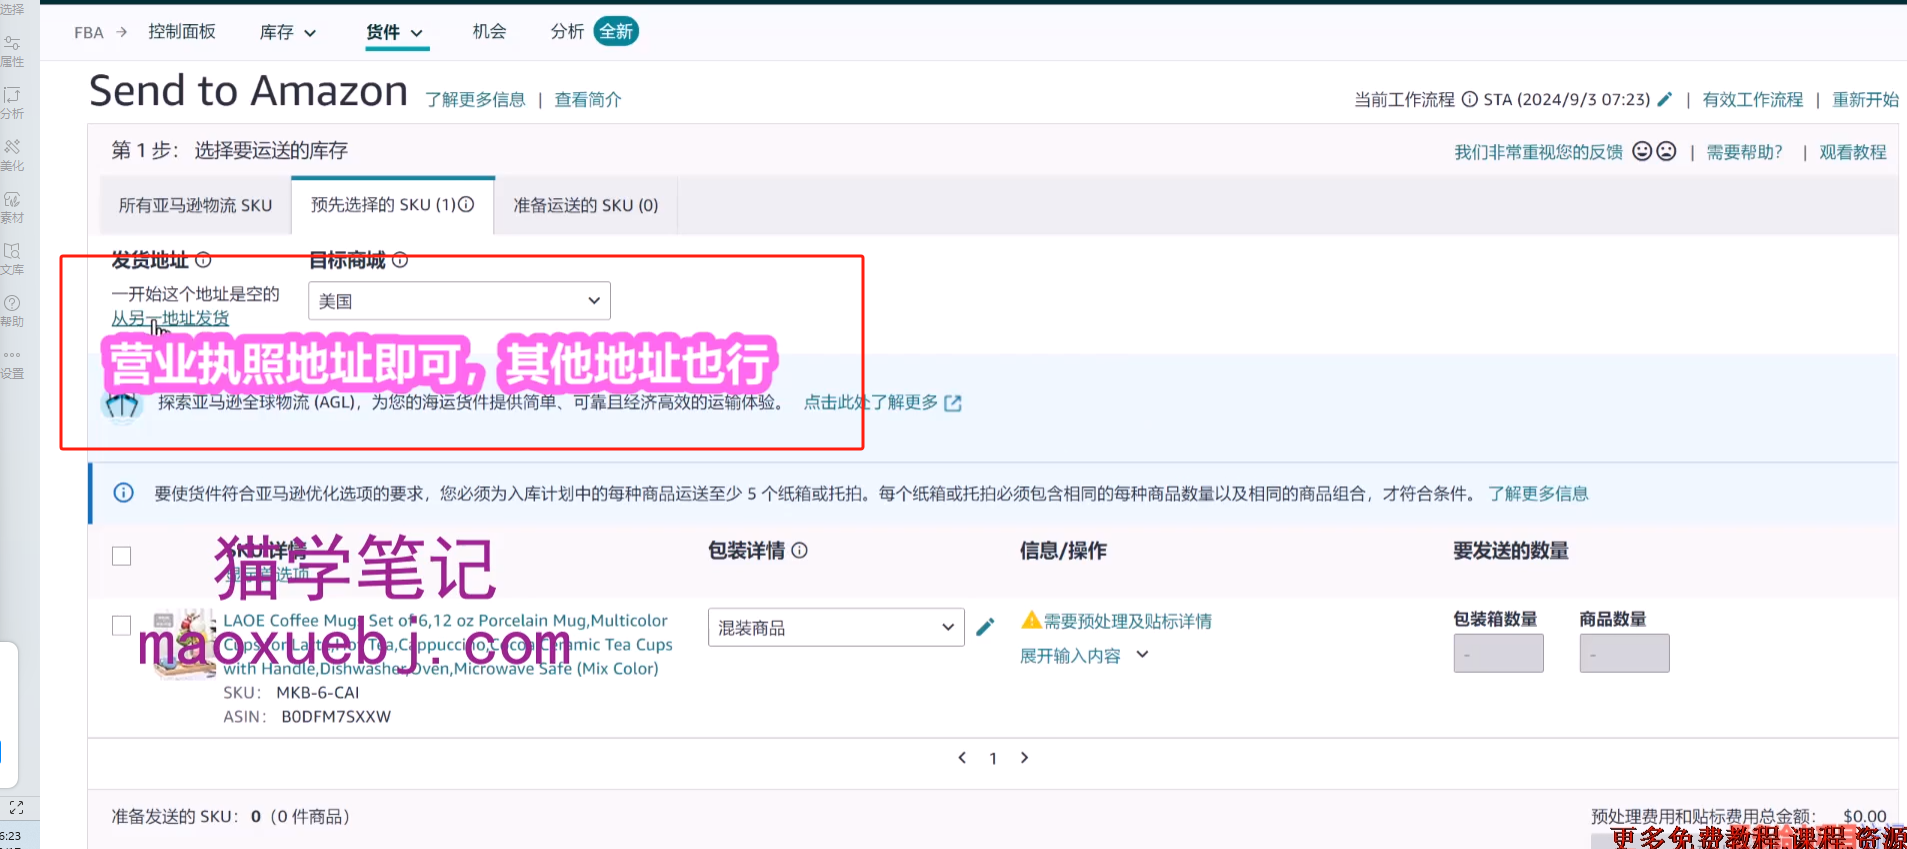 选择
属性
分析
美化
素材
文库
帮助
设置
6:23
FBA → 控制面板 库存 货件 机会 分析 全新
Send to Amazon 了解更多信息 | 查看简介
当前工作流程 STA (2024/9/3 07:23) | 有效工作流程 | 重新开始
第 1 步： 选择要运送的库存
我们非常重视您的反馈 | 需要帮助? | 观看教程
所有亚马逊物流 SKU 预先选择的 SKU (1) 准备运送的 SKU (0)
发货地址 目标商城
一开始这个地址是空的
美国
从另一地址发货
营业执照地址即可，其他地址也行
探索亚马逊全球物流 (AGL)，为您的海运货件提供简单、可靠且经济高效的运输体验。 点击此处了解更多
要使货件符合亚马逊优化选项的要求，您必须为入库计划中的每种商品运送至少 5 个纸箱或托拍。每个纸箱或托拍必须包含相同的每种商品数量以及相同的商品组合，才符合条件。 了解更多信息
SKU 详情 包装详情 信息/操作 要发送的数量
显示首选项
猫学笔记
maoxuebj.com
LAOE Coffee Mugs Set of 6,12 oz Porcelain Mug,Multicolor
Cups for Latte,Hot Tea,Cappuccino,Cocoa,Ceramic Tea Cups
with Handle,Dishwasher,Oven,Microwave Safe (Mix Color)
SKU： MKB-6-CAI
ASIN： B0DFM7SXXW
混装商品
需要预处理及贴标详情
展开输入内容
包装箱数量 商品数量
- -
1
准备发送的 SKU： 0 （0 件商品）
预处理费用和贴标费用总金额： $0.00
更多免费教程.课程.资源